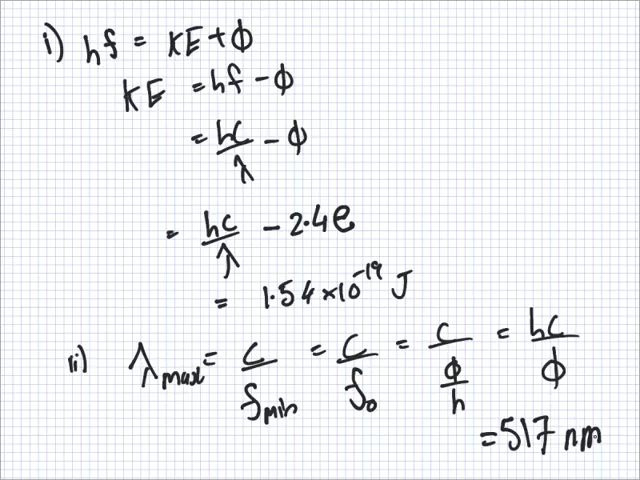 i) hf = KE + ϕ
KE = hf - ϕ
= hc/λ - ϕ
= hc/λ - 2.4e
= 1.54×10⁻¹⁹ J
ii) λmax = c/fmin = c/f₀ = c/(ϕ/h) = hc/ϕ
= 517 nm